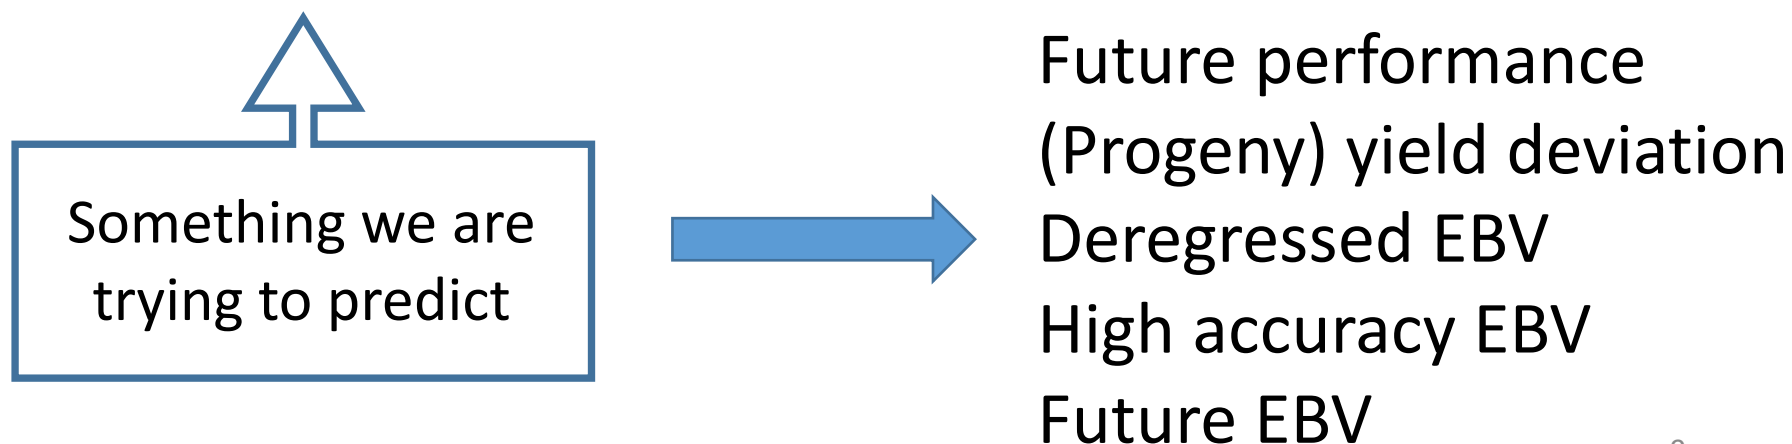 Something we are
trying to predict
Future performance
(Progeny) yield deviation
Deregressed EBV
High accuracy EBV
Future EBV